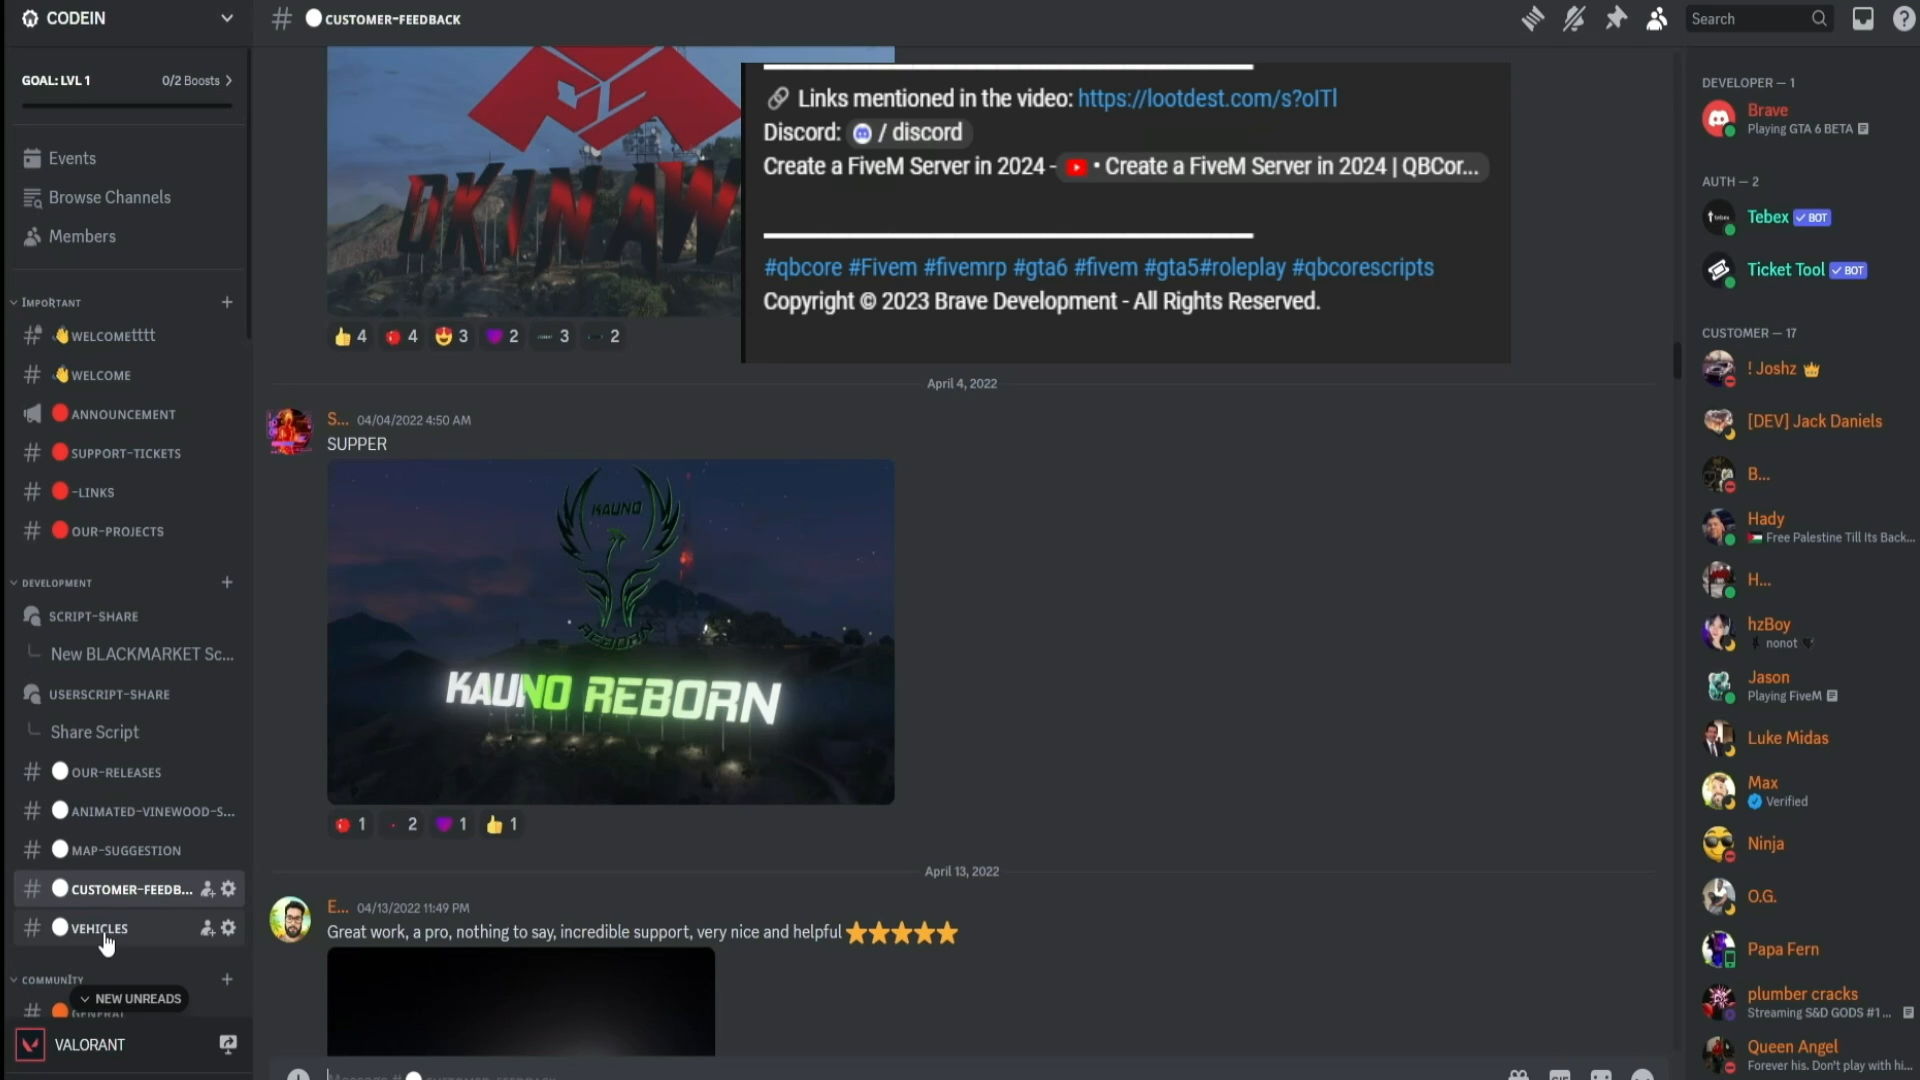 CODEIN
GOAL: LVL 1 0/2 Boosts
Events
Browse Channels
Members
IMPORTANT
WELCOMEtttt
WELCOME
ANNOUNCEMENT
SUPPORT-TICKETS
-LINKS
OUR-PROJECTS
DEVELOPMENT
SCRIPT-SHARE
New BLACKMARKET Sc...
USERSCRIPT-SHARE
Share Script
OUR-RELEASES
ANIMATED-VINEWOOD-S...
MAP-SUGGESTION
CUSTOMER-FEEDB...
VEHICLES
COMMUNITY
NEW UNREADS
GENERAL
VALORANT
CUSTOMER-FEEDBACK
OKINAW
Links mentioned in the video: https://lootdest.com/s?oITl
Discord: / discord
Create a FiveM Server in 2024 - • Create a FiveM Server in 2024 | QBCor...
#qbcore #Fivem #fivemrp #gta6 #fivem #gta5#roleplay #qbcorescripts
Copyright © 2023 Brave Development - All Rights Reserved.
4 4 3 2 3 2
April 4, 2022
S... 04/04/2022 4:50 AM
SUPPER
KAUNO
REBORN
KAUNO REBORN
1 2 1 1
April 13, 2022
E... 04/13/2022 11:49 PM
Great work, a pro, nothing to say, incredible support, very nice and helpful
Search
DEVELOPER — 1
Brave
Playing GTA 6 BETA
AUTH — 2
Tebex BOT
Ticket Tool BOT
CUSTOMER — 17
! Joshz
[DEV] Jack Daniels
B...
Hady
Free Palestine Till Its Back...
H...
hzBoy
nonot
Jason
Playing FiveM
Luke Midas
Max
Verified
Ninja
O.G.
Papa Fern
plumber cracks
Streaming S&D GODS #1...
Queen Angel
Forever his. Don't play with hi...